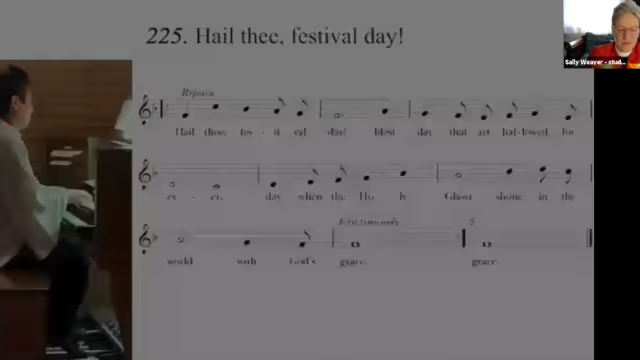 225. Hail thee, festival day!
Sally Weaver - stud...
Refrain
Hail thee, fes - ti - val day! blest day that art hal-lowed for
ev - er, day when the Ho - ly Ghost shone in the
world with God's grace. grace.
First time only
2